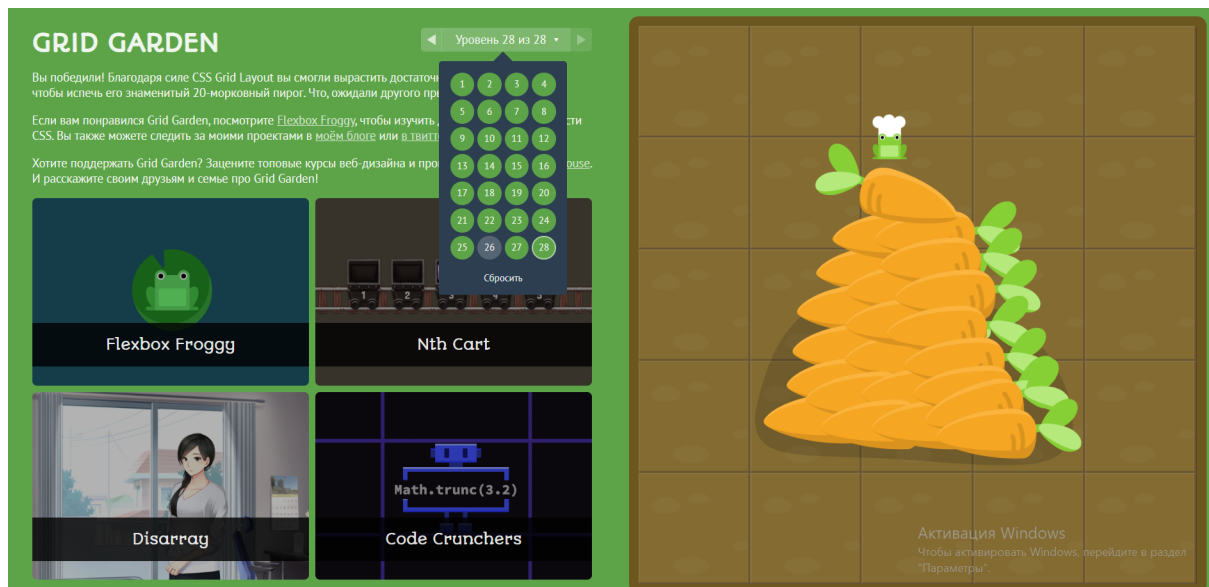 GRID GARDEN
Уровень 28 из 28
Вы победили! Благодаря силе CSS Grid Layout вы смогли вырастить достаточн
чтобы испечь его знаменитый 20-морковный пирог. Что, ожидали другого пр
Если вам понравился Grid Garden, посмотрите Flexbox Froggy, чтобы изучить сти
CSS. Вы также можете следить за моими проектами в моём блоге или в твитт
Хотите поддержать Grid Garden? Зацените топовые курсы веб-дизайна и про ouse.
И расскажите своим друзьям и семье про Grid Garden!
1 2 3 4
5 6 7 8
9 10 11 12
13 14 15 16
17 18 19 20
21 22 23 24
25 26 27 28
Сбросить
1 2 3 4 5
Flexbox Froggy
Nth Cart
Math.trunc(3.2)
Disarray
Code Crunchers
Активация Windows
Чтобы активировать Windows, перейдите в раздел
"Параметры".